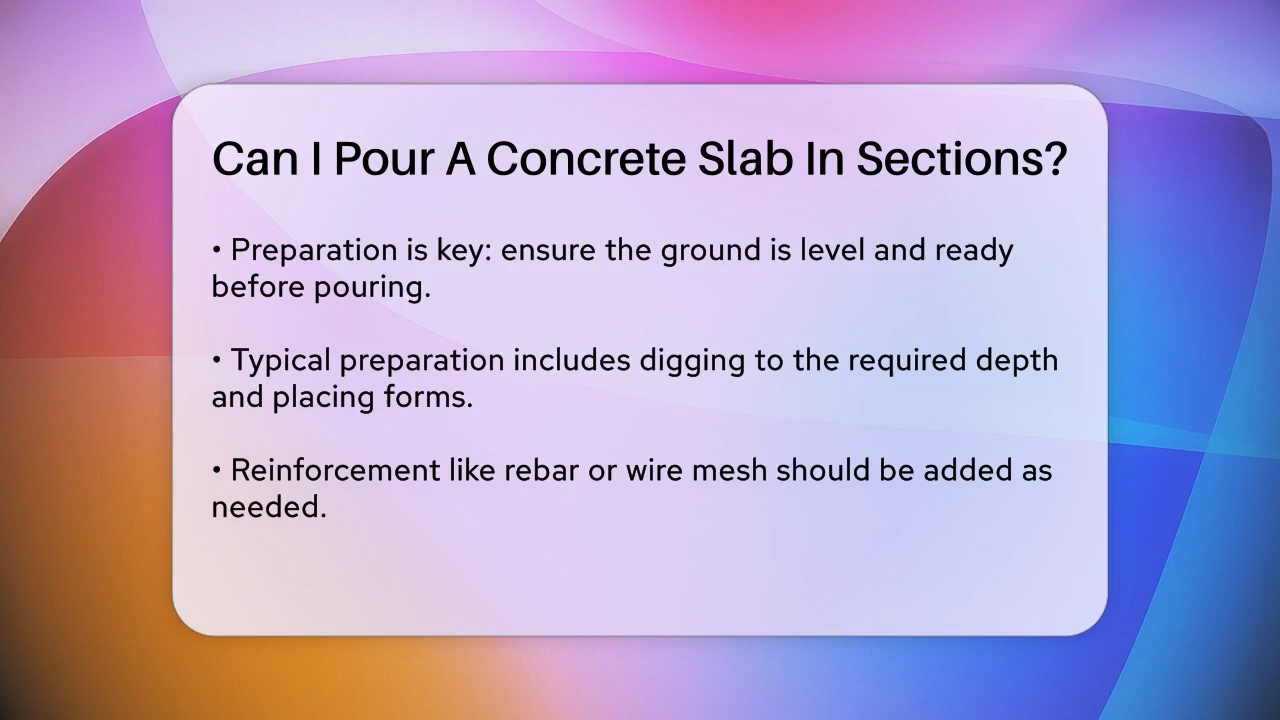 Can I Pour A Concrete Slab In Sections?
• Preparation is key: ensure the ground is level and ready
before pouring.
• Typical preparation includes digging to the required depth
and placing forms.
• Reinforcement like rebar or wire mesh should be added as
needed.